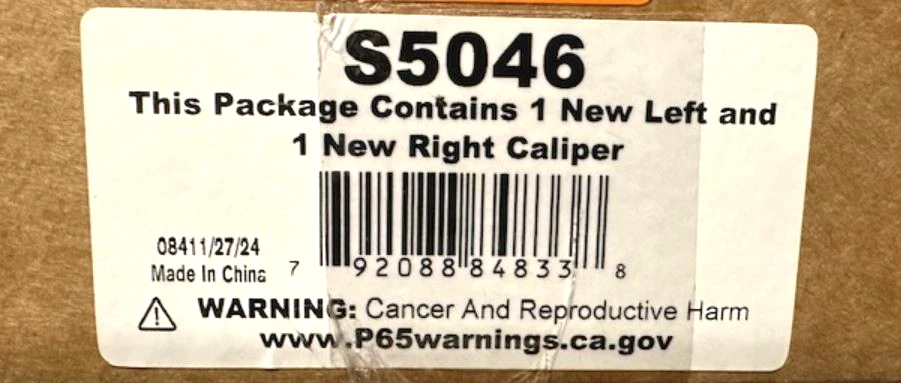 S5046
This Package Contains 1 New Left and
1 New Right Caliper
7 92088 84833 8
08411/27/24
Made In China
WARNING: Cancer And Reproductive Harm
www.P65warnings.ca.gov